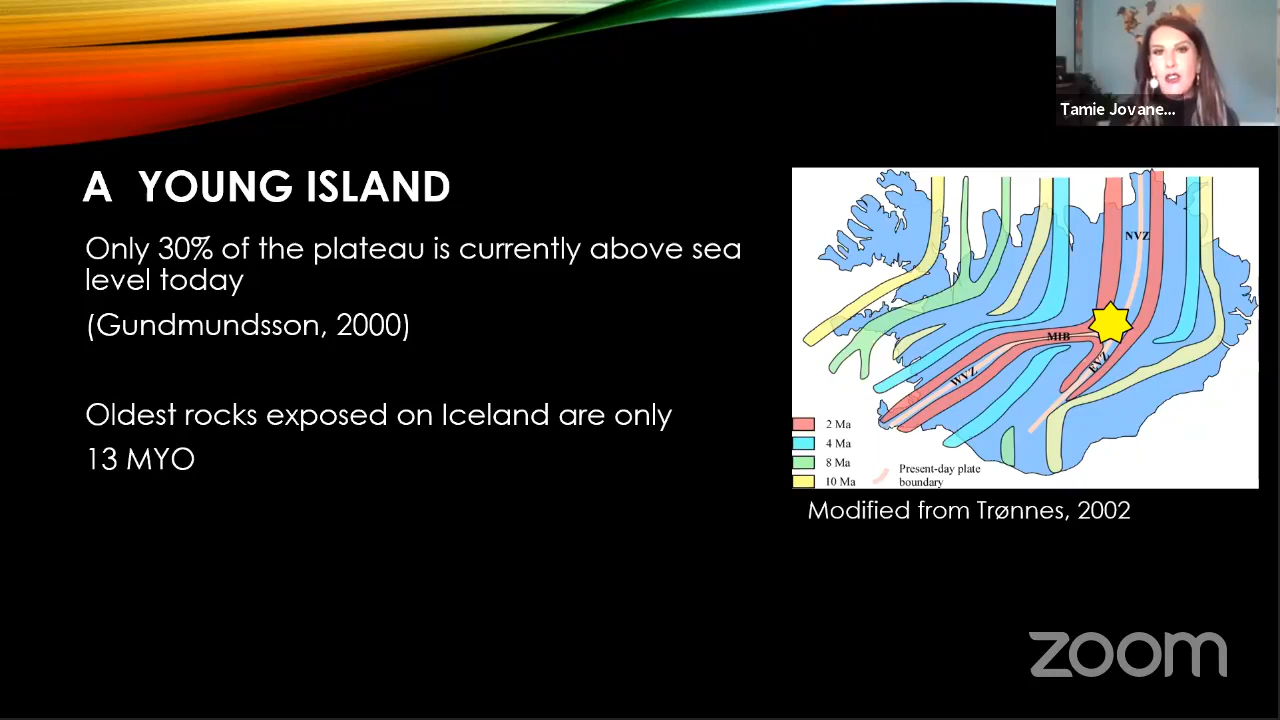 Tamie Jovane...
A YOUNG ISLAND
Only 30% of the plateau is currently above sea
level today
(Gundmundsson, 2000)
Oldest rocks exposed on Iceland are only
13 MYO
NVZ
MIB
EVZ
WVZ
2 Ma
4 Ma
8 Ma
10 Ma
Present-day plate
boundary
Modified from Trønnes, 2002
zoom